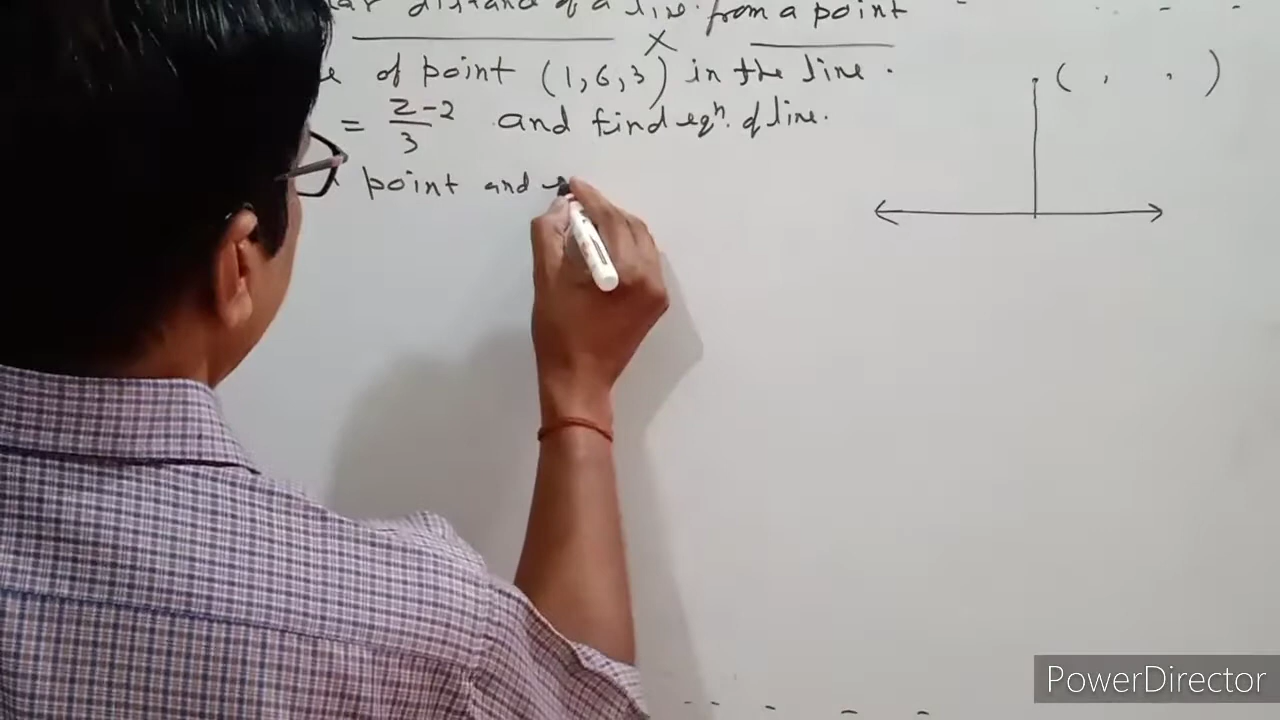 distance of a line from a point
of point (1, 6, 3) in the line.
= z-2/3 and find eqn. of line.
point and
( , , )
PowerDirector